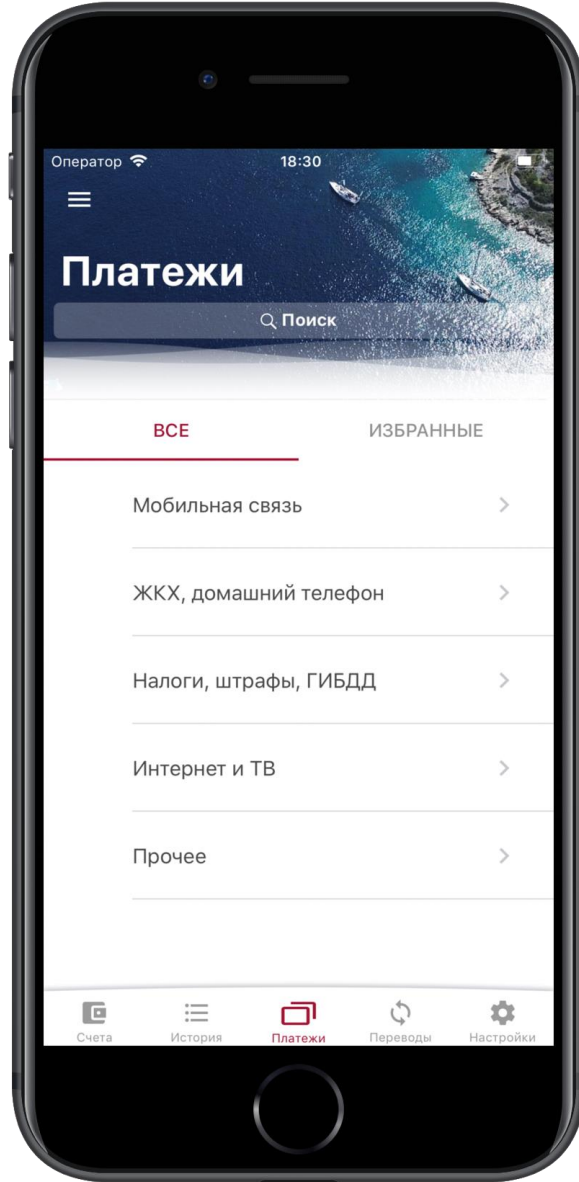 Оператор 18:30
Платежи
Поиск
ВСЕ ИЗБРАННЫЕ
Мобильная связь
ЖКХ, домашний телефон
Налоги, штрафы, ГИБДД
Интернет и ТВ
Прочее
Счета История Платежи Переводы Настройки